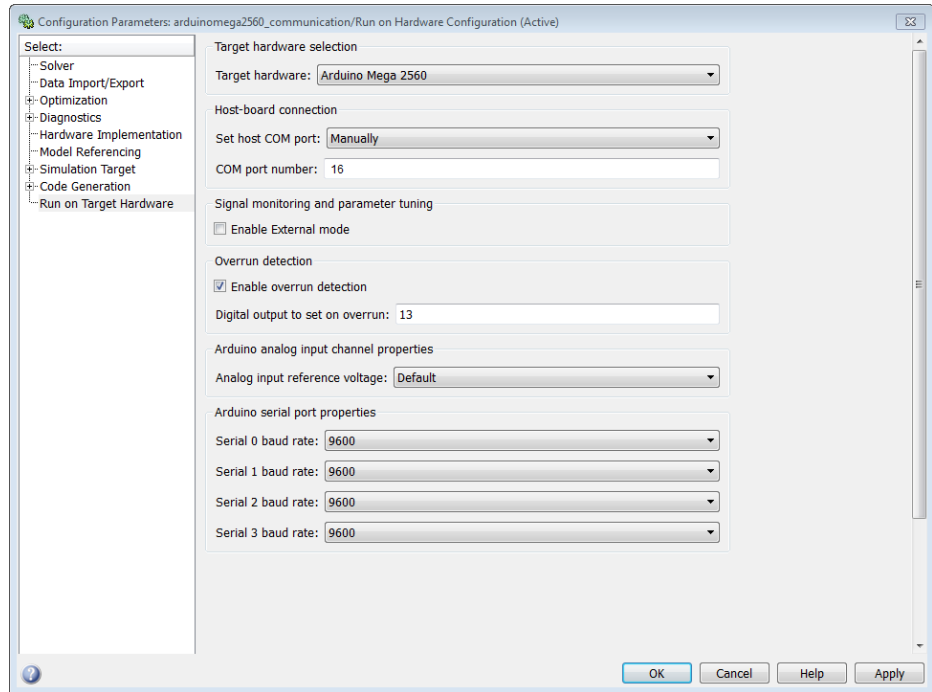 Configuration Parameters: arduinomega2560_communication/Run on Hardware Configuration (Active)
Select:
Solver
Data Import/Export
Optimization
Diagnostics
Hardware Implementation
Model Referencing
Simulation Target
Code Generation
Run on Target Hardware
Target hardware selection
Target hardware: Arduino Mega 2560
Host-board connection
Set host COM port: Manually
COM port number: 16
Signal monitoring and parameter tuning
Enable External mode
Overrun detection
Enable overrun detection
Digital output to set on overrun: 13
Arduino analog input channel properties
Analog input reference voltage: Default
Arduino serial port properties
Serial 0 baud rate: 9600
Serial 1 baud rate: 9600
Serial 2 baud rate: 9600
Serial 3 baud rate: 9600
OK Cancel Help Apply